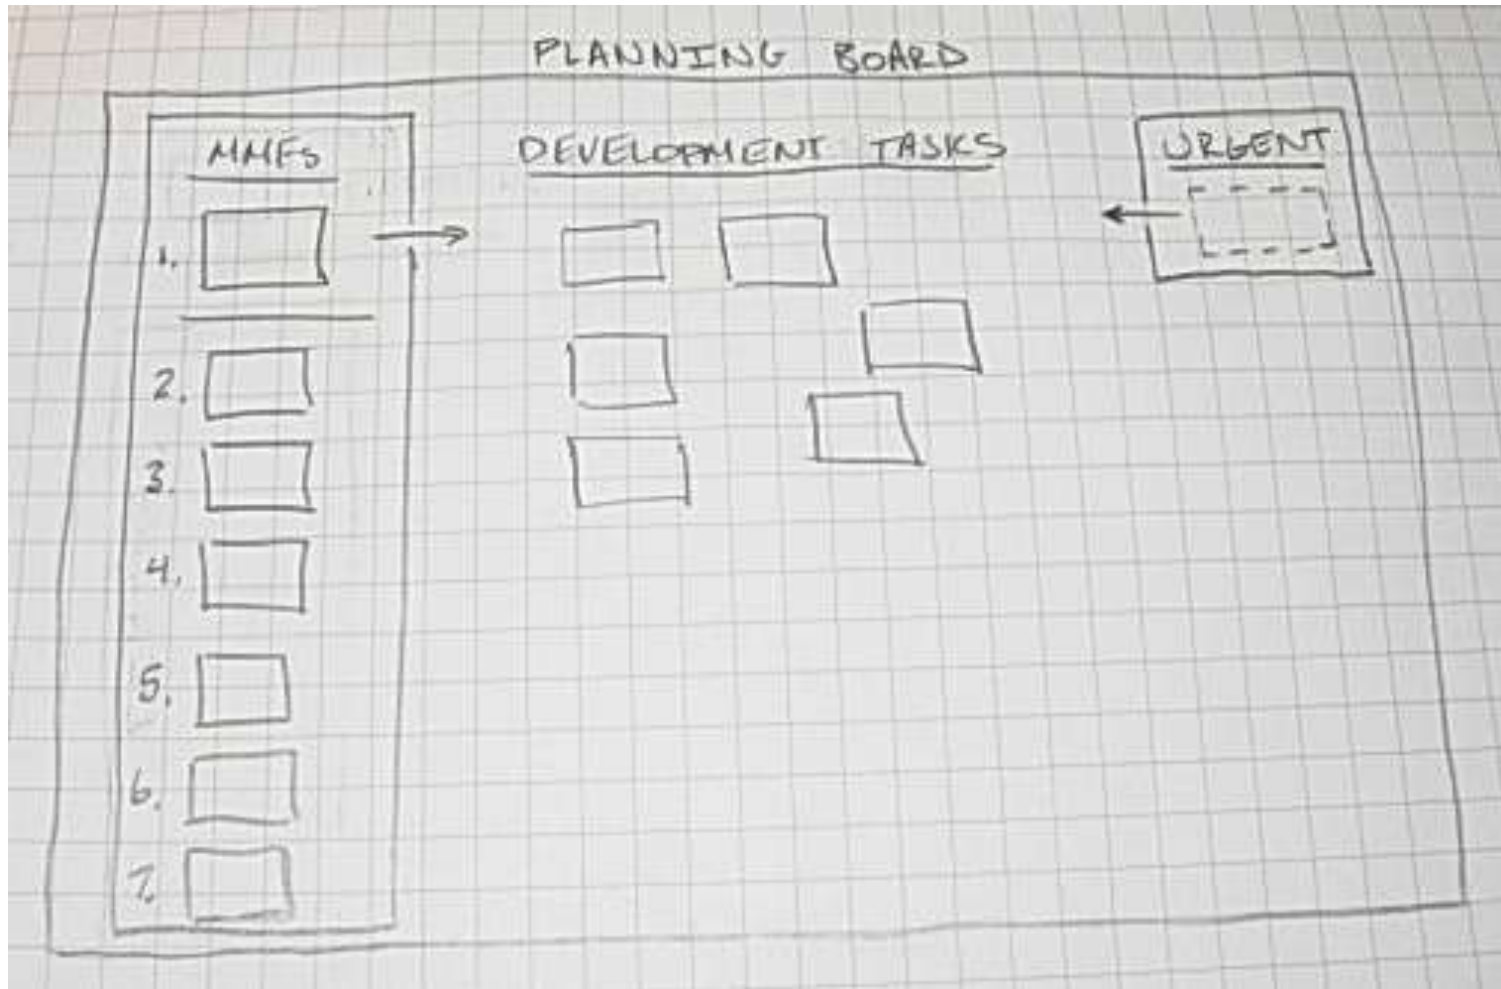 PLANNING BOARD
MMFs
DEVELOPMENT TASKS
URGENT
1.
2.
3.
4.
5.
6.
7.